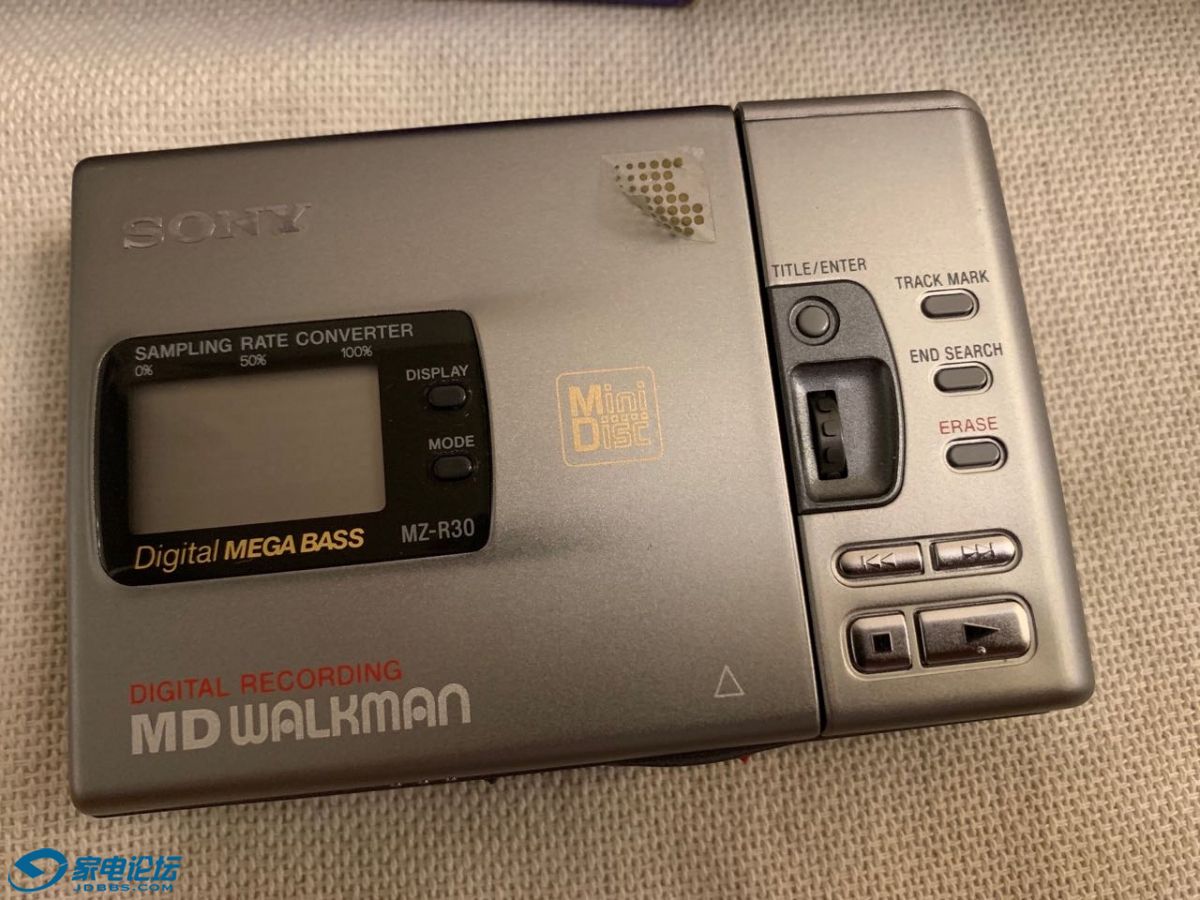 SONY
SAMPLING RATE CONVERTER
0% 50% 100%
DISPLAY
MODE
Digital MEGA BASS MZ-R30
Mini
Disc
DIGITAL RECORDING
MD WALKMAN
TITLE/ENTER
TRACK MARK
END SEARCH
ERASE
家电论坛
JDBBS.COM